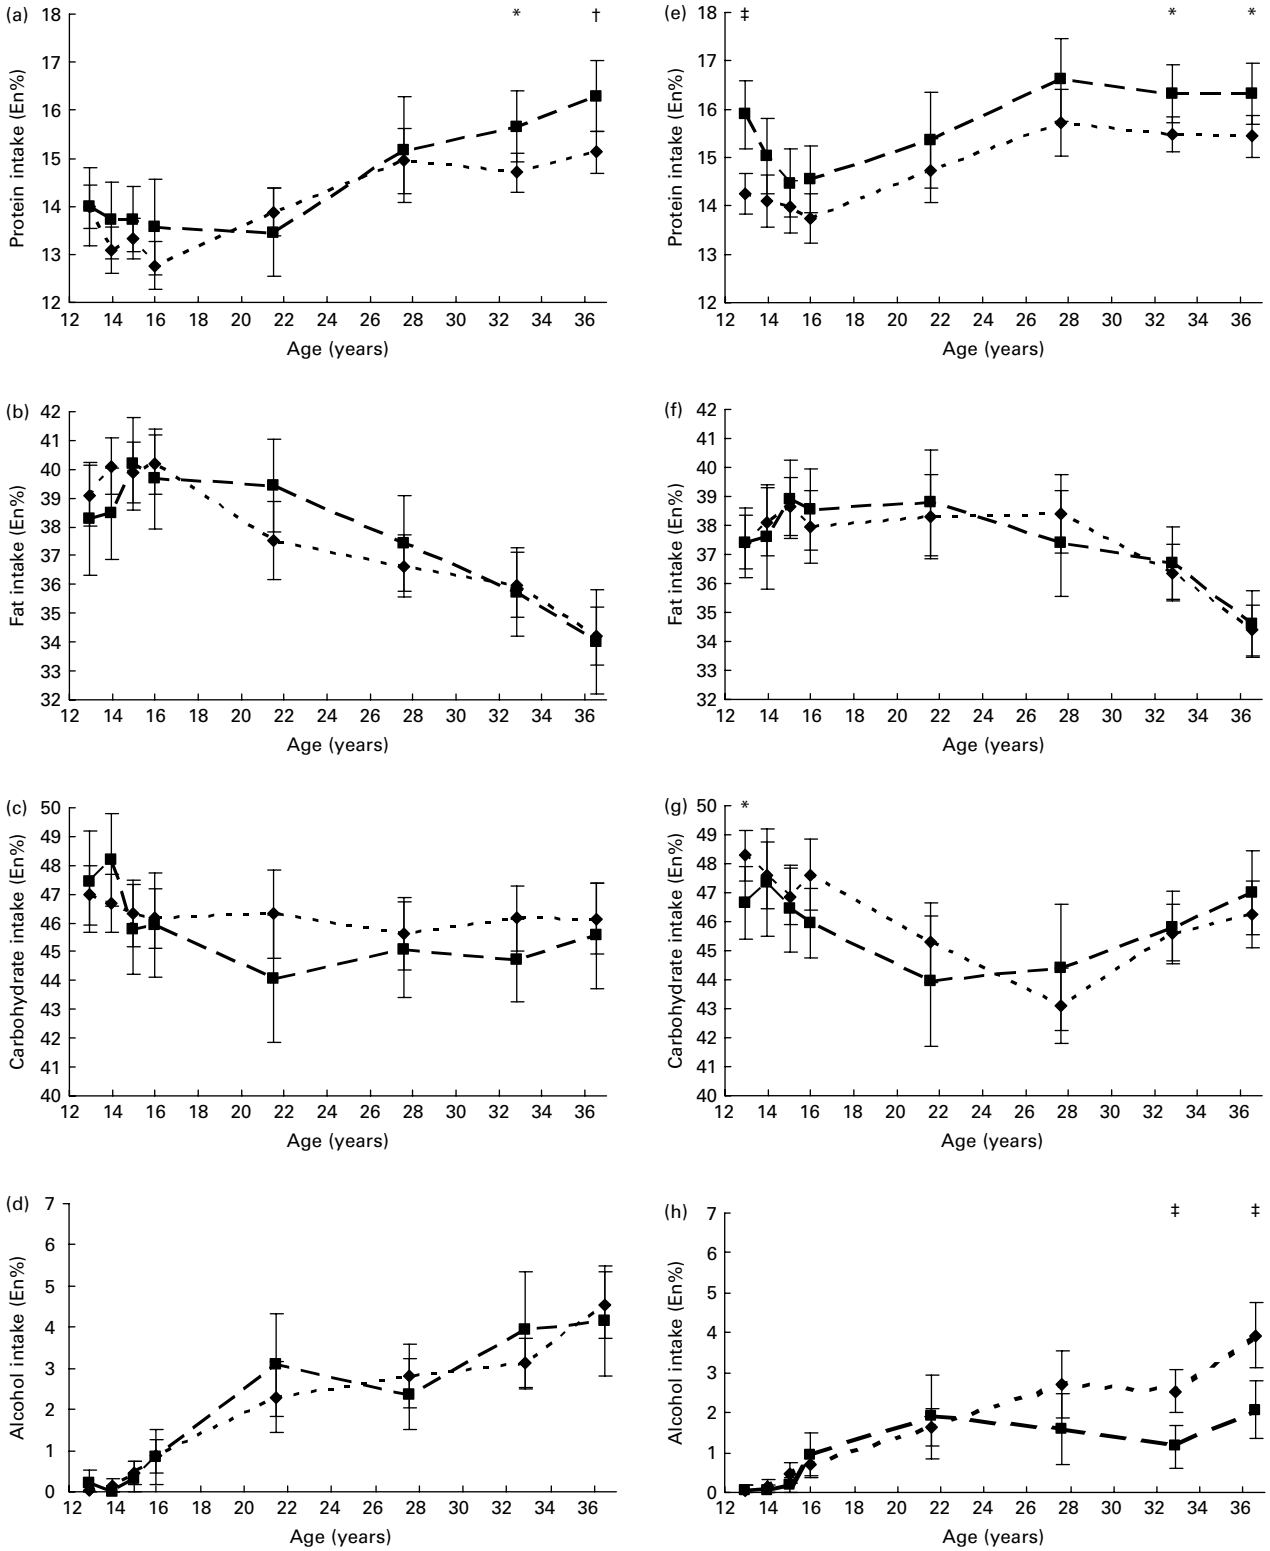 (a)
18
17
16
15
14
13
12
Protein intake (En%)
* †
12 14 16 18 20 22 24 26 28 30 32 34 36
Age (years)
(e)
18
17
16
15
14
13
12
Protein intake (En%)
‡ * *
12 14 16 18 20 22 24 26 28 30 32 34 36
Age (years)
(b)
42
41
40
39
38
37
36
35
34
33
32
Fat intake (En%)
12 14 16 18 20 22 24 26 28 30 32 34 36
Age (years)
(f)
42
41
40
39
38
37
36
35
34
33
32
Fat intake (En%)
12 14 16 18 20 22 24 26 28 30 32 34 36
Age (years)
(c)
50
49
48
47
46
45
44
43
42
41
40
Carbohydrate intake (En%)
12 14 16 18 20 22 24 26 28 30 32 34 36
Age (years)
(g)
50
49
48
47
46
45
44
43
42
41
40
Carbohydrate intake (En%)
*
12 14 16 18 20 22 24 26 28 30 32 34 36
Age (years)
(d)
7
6
5
4
3
2
1
0
Alcohol intake (En%)
12 14 16 18 20 22 24 26 28 30 32 34 36
Age (years)
(h)
7
6
5
4
3
2
1
0
Alcohol intake (En%)
‡ ‡
12 14 16 18 20 22 24 26 28 30 32 34 36
Age (years)